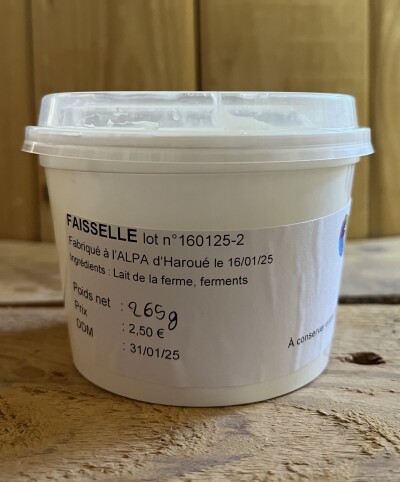 FAISSELLE lot n°160125-2
Fabriqué à l'ALPA d'Haroué le 16/01/25
Ingrédients : Lait de la ferme, ferments
Poids net : 265g
Prix : 2,50 €
DDM : 31/01/25
À conserver